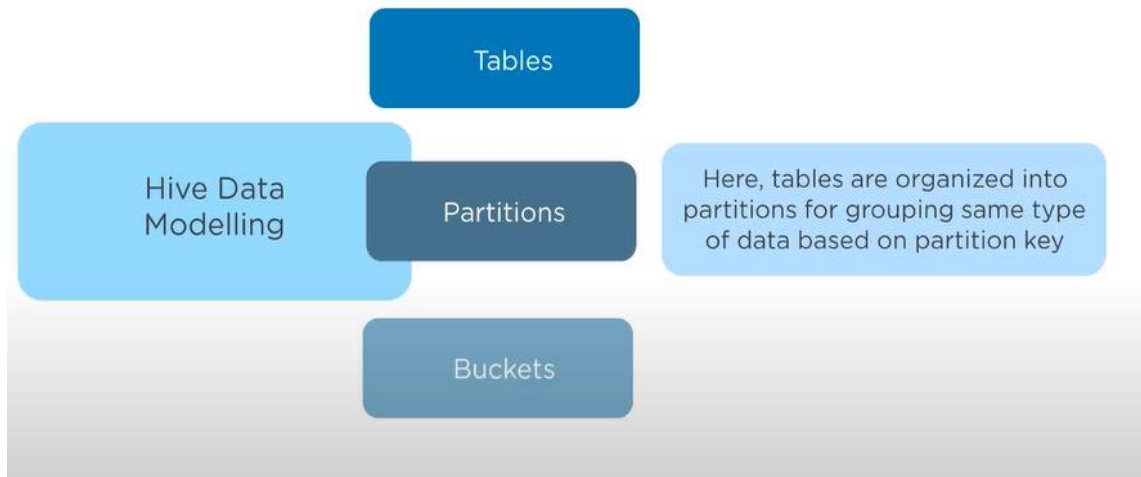 Tables
Hive Data
Modelling
Partitions
Here, tables are organized into
partitions for grouping same type
of data based on partition key
Buckets